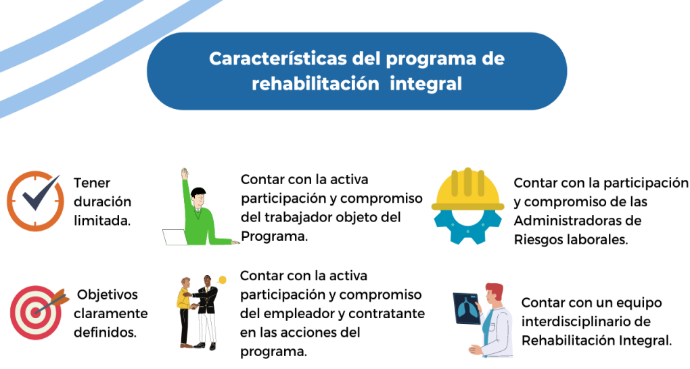 Características del programa de
rehabilitación integral
Tener
duración
limitada.
Contar con la activa
participación y compromiso
del trabajador objeto del
Programa.
Contar con la participación
y compromiso de las
Administradoras de
Riesgos laborales.
Objetivos
claramente
definidos.
Contar con la activa
participación y compromiso
del empleador y contratante
en las acciones del
programa.
Contar con un equipo
interdisciplinario de
Rehabilitación Integral.